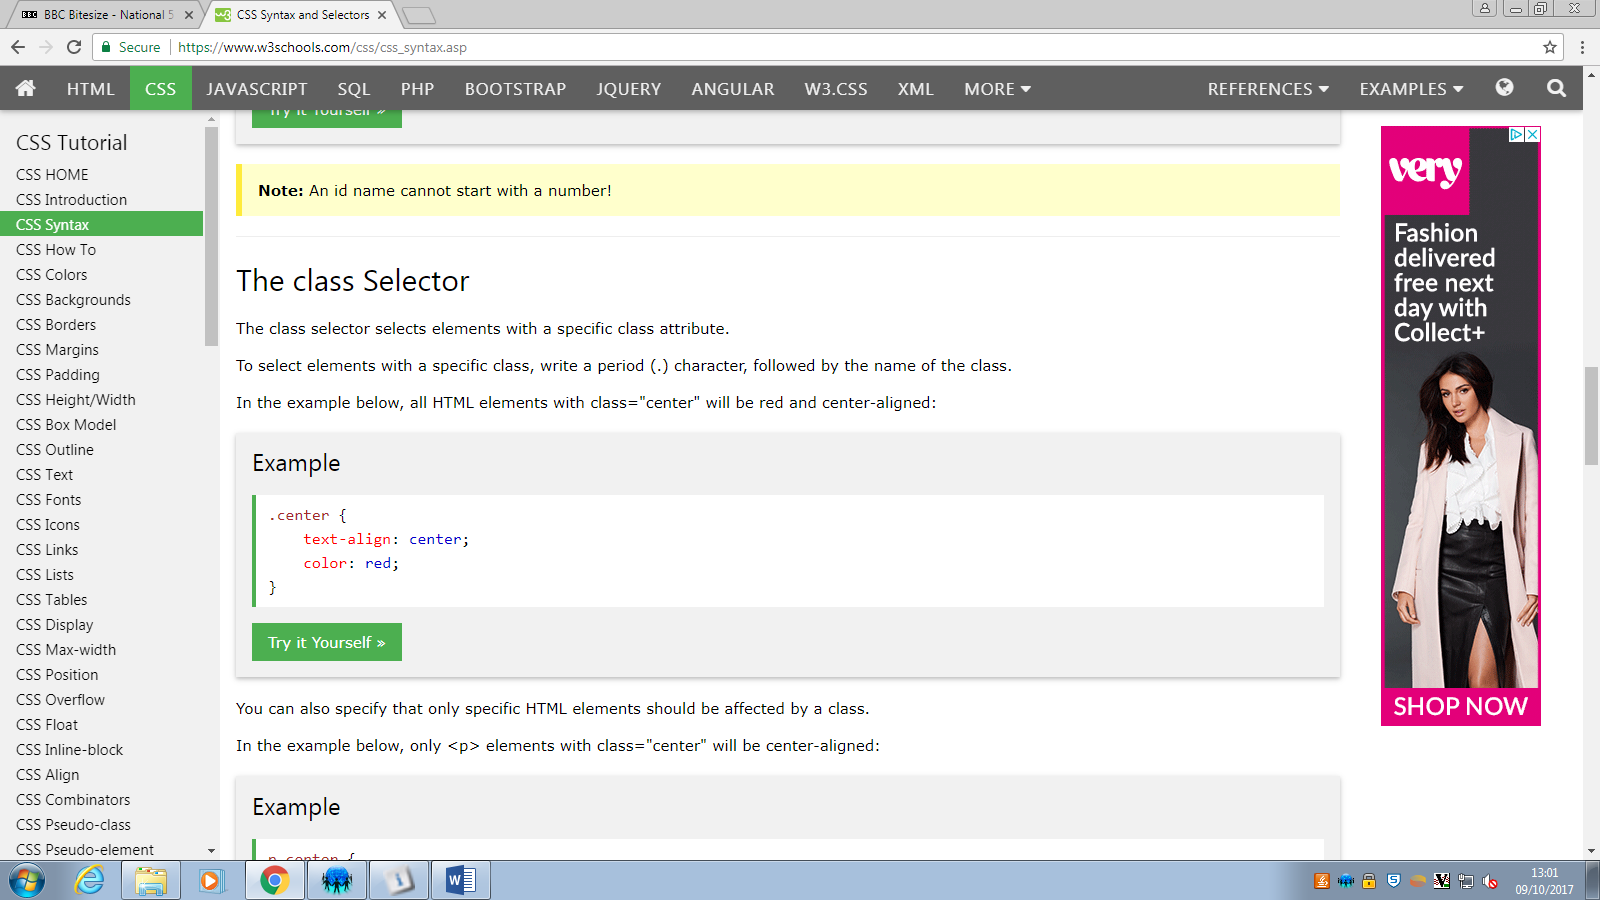 BBC Bitesize - National 5
CSS Syntax and Selectors
Secure
https://www.w3schools.com/css/css_syntax.asp
HTML CSS JAVASCRIPT SQL PHP BOOTSTRAP JQUERY ANGULAR W3.CSS XML MORE REFERENCES EXAMPLES
CSS Tutorial
CSS HOME
CSS Introduction
CSS Syntax
CSS How To
CSS Colors
CSS Backgrounds
CSS Borders
CSS Margins
CSS Padding
CSS Height/Width
CSS Box Model
CSS Outline
CSS Text
CSS Fonts
CSS Icons
CSS Links
CSS Lists
CSS Tables
CSS Display
CSS Max-width
CSS Position
CSS Overflow
CSS Float
CSS Inline-block
CSS Align
CSS Combinators
CSS Pseudo-class
CSS Pseudo-element
Try it Yourself »
Note: An id name cannot start with a number!
The class Selector
The class selector selects elements with a specific class attribute.
To select elements with a specific class, write a period (.) character, followed by the name of the class.
In the example below, all HTML elements with class="center" will be red and center-aligned:
Example
.center {
text-align: center;
color: red;
}
Try it Yourself »
You can also specify that only specific HTML elements should be affected by a class.
In the example below, only <p> elements with class="center" will be center-aligned:
Example
p.center {
very
Fashion
delivered
free next
day with
Collect+
SHOP NOW
13:01
09/10/2017